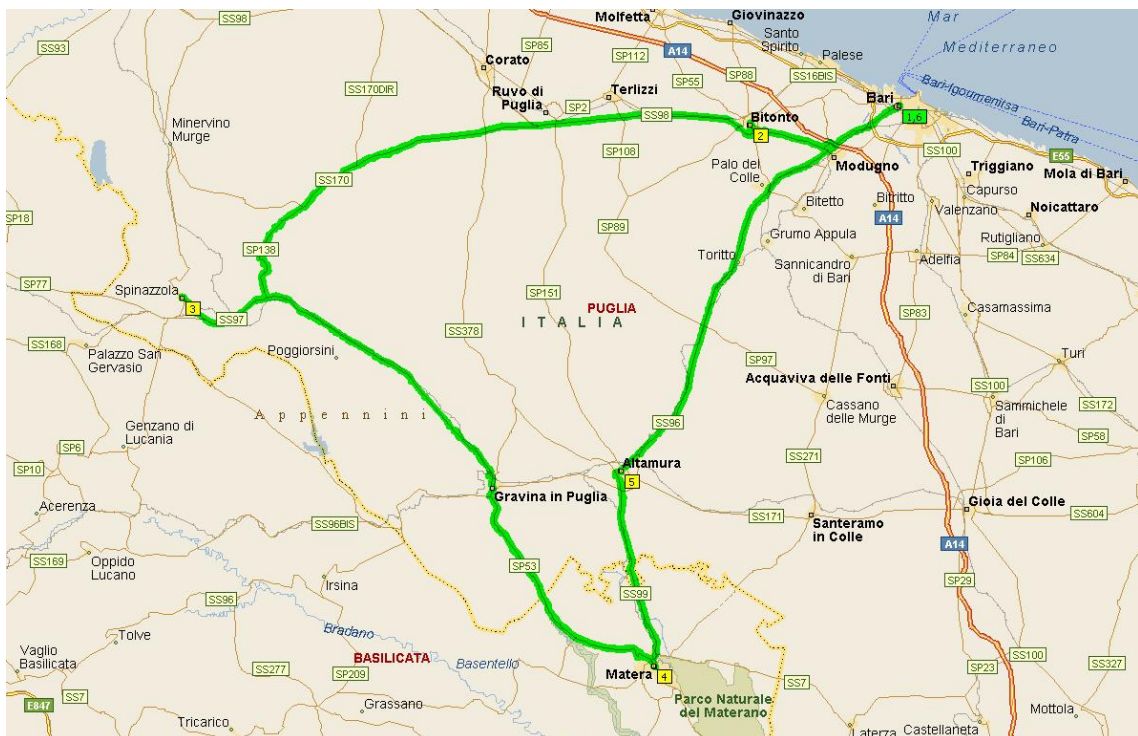 SS98
Molfetta
Giovinazzo
Mar
Mediterraneo
SS93
SP85
A14
Santo
Spirito
Palese
Corato
SP112
SS16BIS
SP88
SP55
SS170DIR
Ruvo di
Puglia
Terlizzi
SP2
Bari
Bari-Igoumenitsa
Bari-Patra
1,6
SS98
Bitonto
2
Minervino
Murge
SP108
SS100
E55
Modugno
Triggiano
Mola di Bari
Palo del
Colle
SS170
Capurso
Bitetto
Bitritto
Valenzano
Noicattaro
SP18
A14
SP89
Grumo Appula
Rutigliano
SP138
Toritto
Sannicandro
di Bari
Adelfia
SP84
SS634
SP77
Spinazzola
3
SP151
PUGLIA
ITALIA
SS97
SS378
SP83
Casamassima
SS168
Palazzo San
Gervasio
Poggiorsini
SP97
Turi
Acquaviva delle Fonti
SS100
Appennini
Cassano
delle Murge
Sammichele
di
Bari
SS172
SS96
SP58
Genzano di
Lucania
SP6
SP10
SS271
SP106
Altamura
5
Gravina in Puglia
Acerenza
SS96BIS
SS171
Santeramo
in Colle
Gioia del Colle
SS604
SS169
Oppido
Lucano
A14
SP53
Irsina
SP29
SS99
SS96
Tolve
Bradano
Vaglio
Basilicata
BASILICATA
Basentello
SS277
SP209
Matera
4
SS7
SP23
SS100
SS327
SS7
E847
Grassano
Parco Naturale
del Materano
Tricarico
Mottola
Laterza
Castellaneta